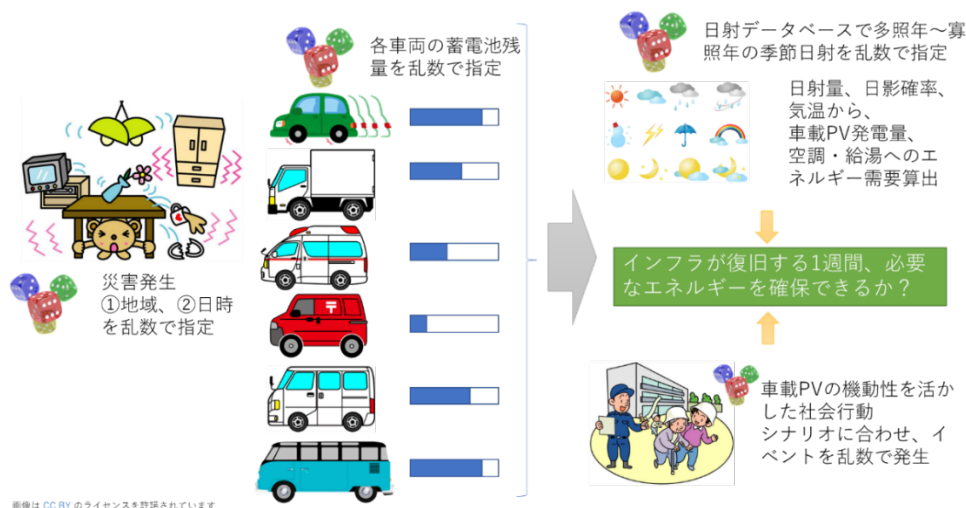 各車両の蓄電池残
量を乱数で指定
災害発生
①地域、②日時
を乱数で指定
〒
日射データベースで多照年～寡
照年の季節日射を乱数で指定
日射量、日影確率、
気温から、
車載PV発電量、
空調・給湯へのエ
ネルギー需要算出
インフラが復旧する1週間、必要
なエネルギーを確保できるか？
車載PVの機動性を活か
した社会行動
シナリオに合わせ、イ
ベントを乱数で発生
画像は CC BY のライセンスを許諾されています